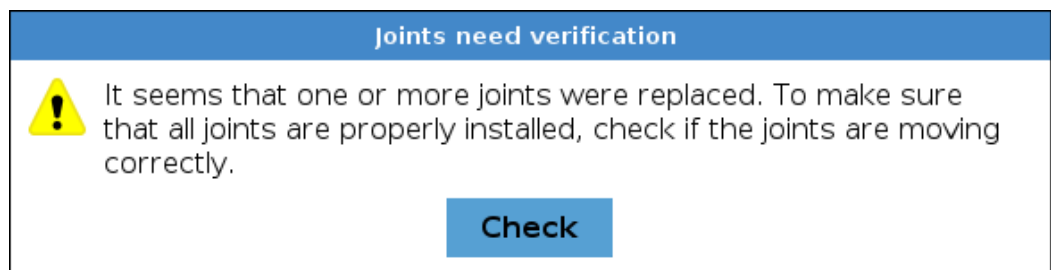 Joints need verification
It seems that one or more joints were replaced. To make sure
that all joints are properly installed, check if the joints are moving
correctly.
Check